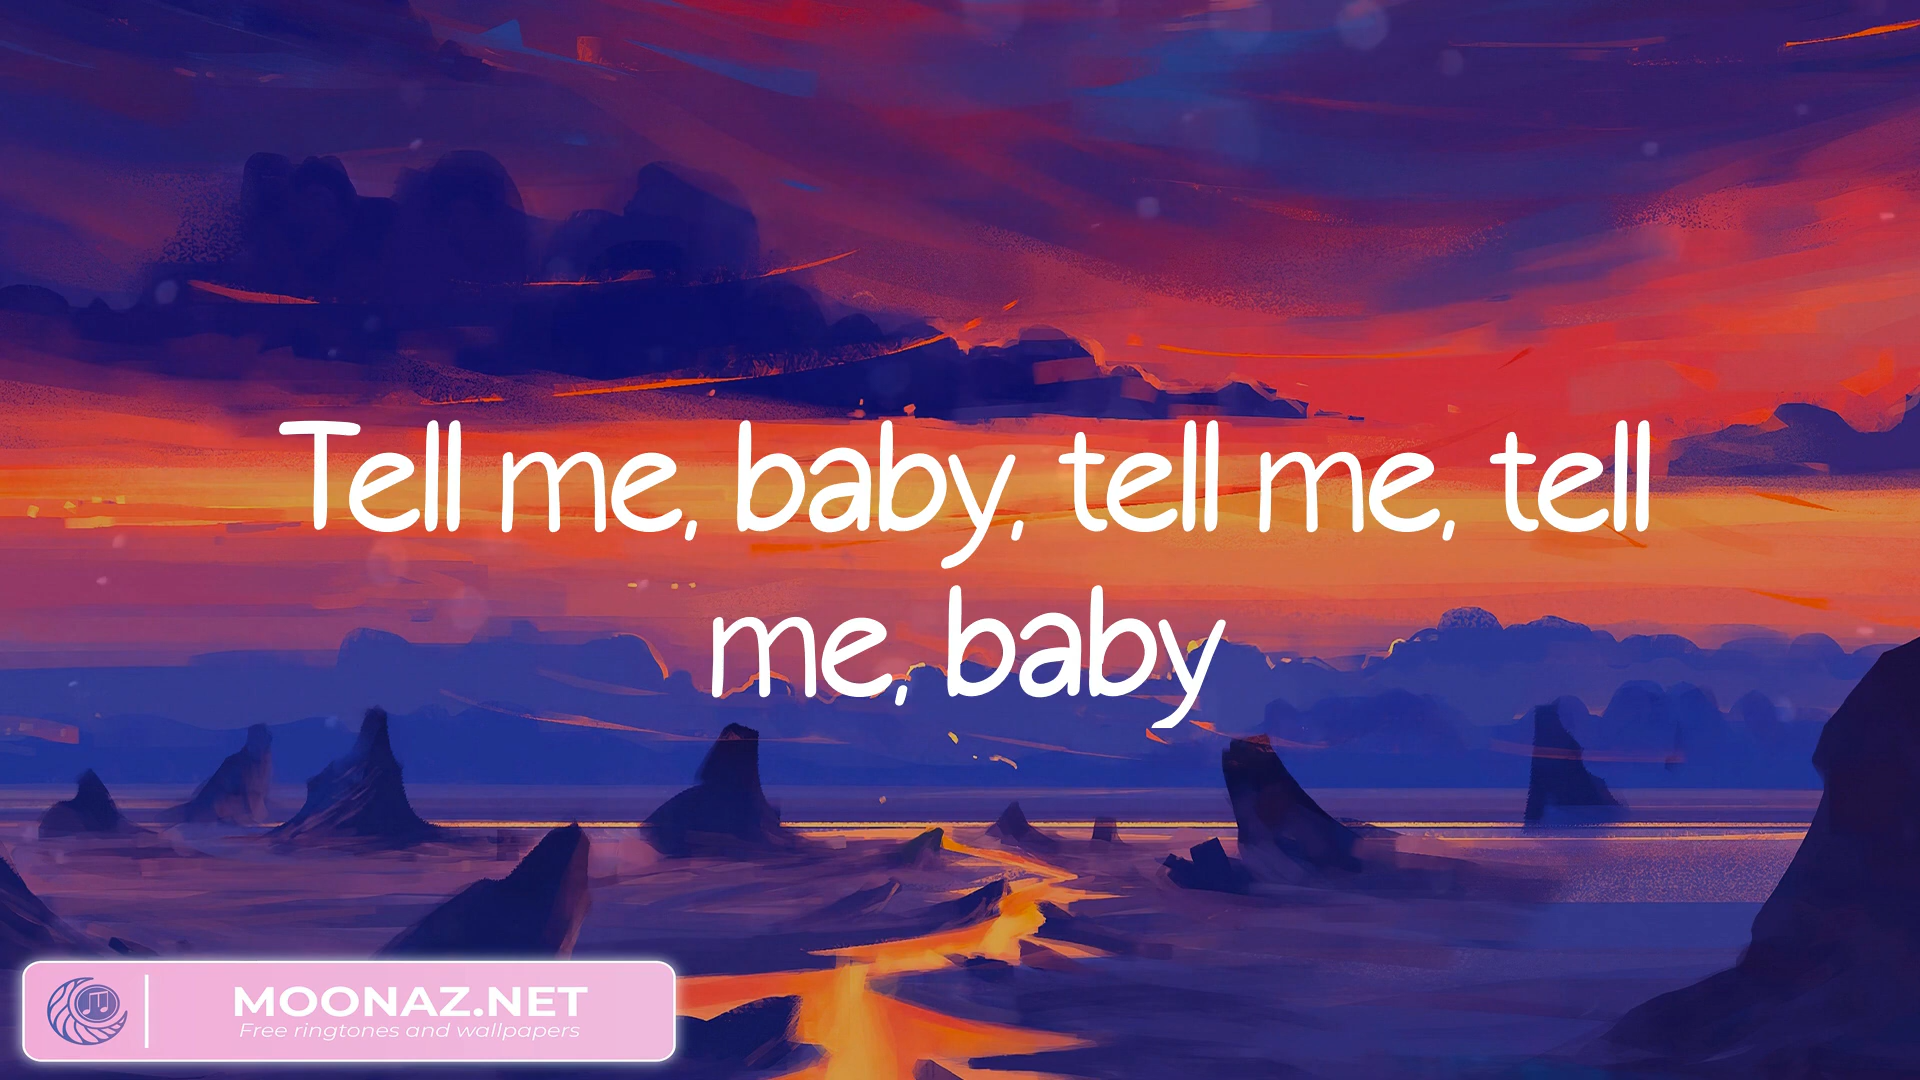 Tell me, baby, tell me, tell
me, baby
MOONAZ.NET
Free ringtones and wallpapers